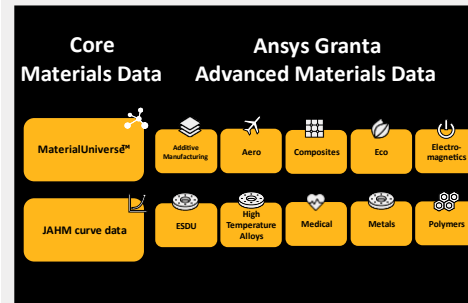 Core
Materials Data
Ansys Granta
Advanced Materials Data
MaterialUniverse™
Additive
Manufacturing
Aero
Composites
Eco
Electro-
magnetics
JAHM curve data
ESDU
High
Temperature
Alloys
Medical
Metals
Polymers